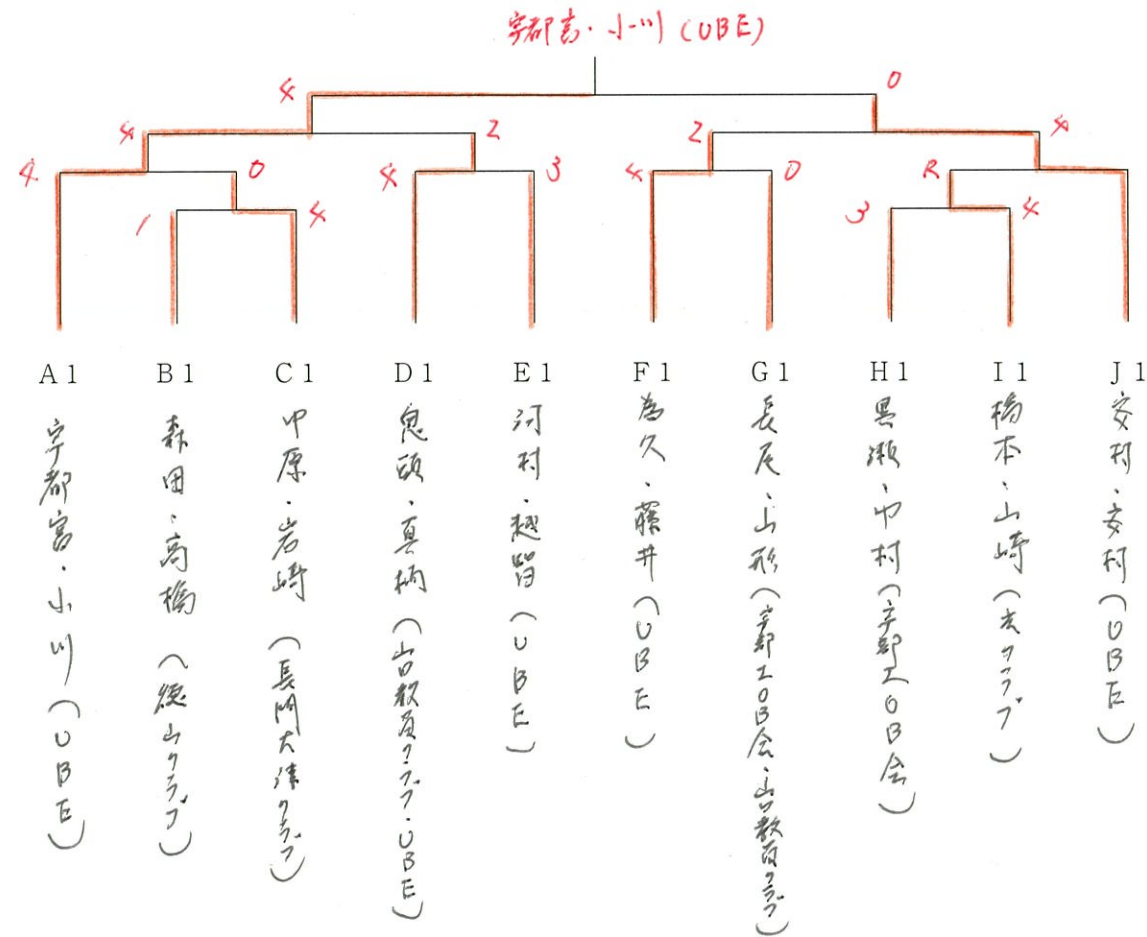 宇都宮・小川(UBE)
4
0
4
2
2
4
4
0
4
3
4
0
R
1
4
3
4
A1
B1
C1
D1
E1
F1
G1
H1
I1
J1
宇都宮・小川(UBE)
森田・高橋(徳山クラブ)
中原・岩崎(長門大津クラブ)
鬼頭・真柄(山口教員クラブ・UBE)
河村・越智(UBE)
為久・藤井(UBE)
長尾・山形(宇部工OB会・山口教員クラブ)
黒瀬・中村(宇部工OB会)
橋本・山崎(クラブ)
安村・安村(UBE)